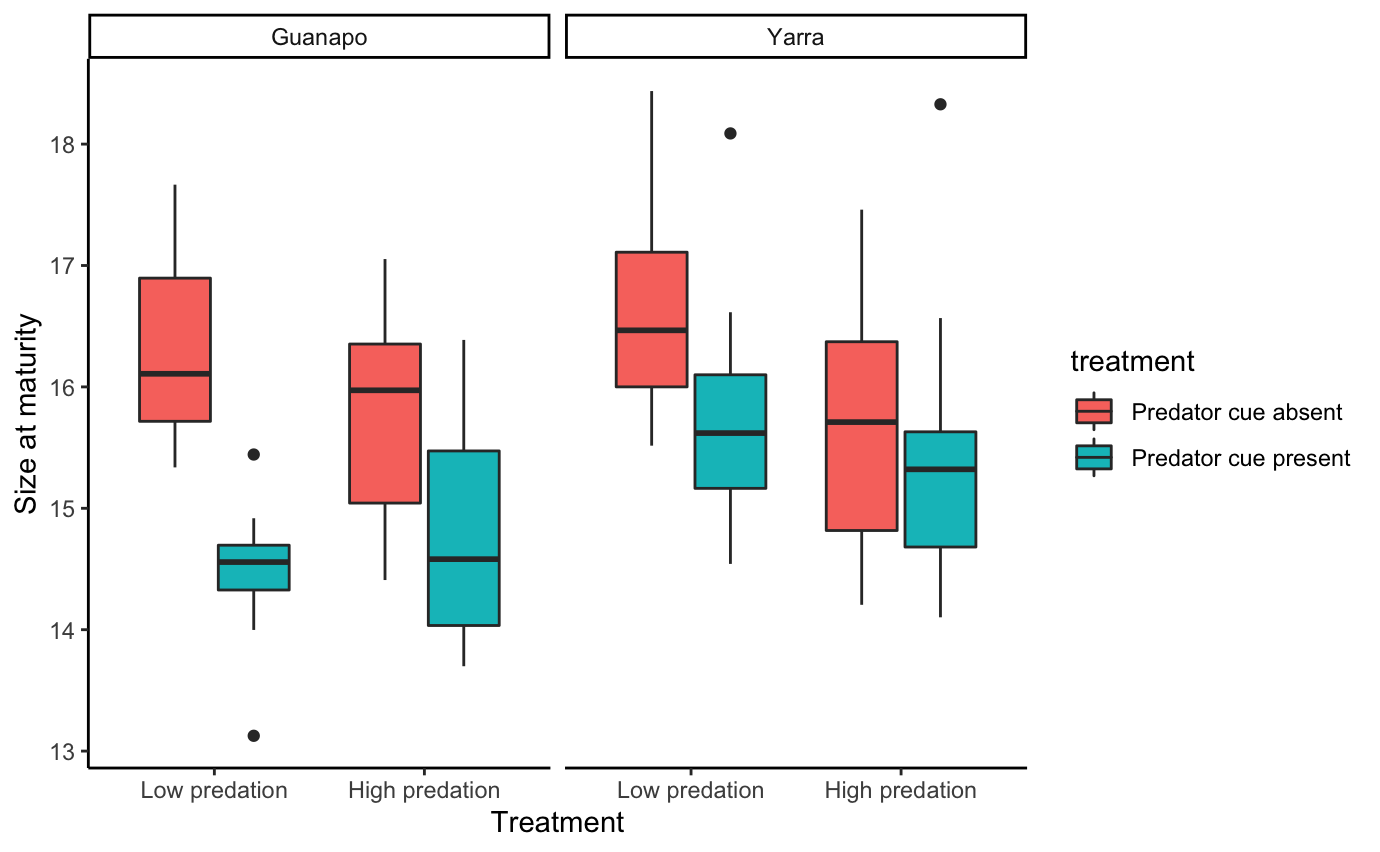 Guanapo
Yarra
Size at maturity
18
17
16
15
14
13
Low predation
High predation
Low predation
High predation
Treatment
treatment
Predator cue absent
Predator cue present